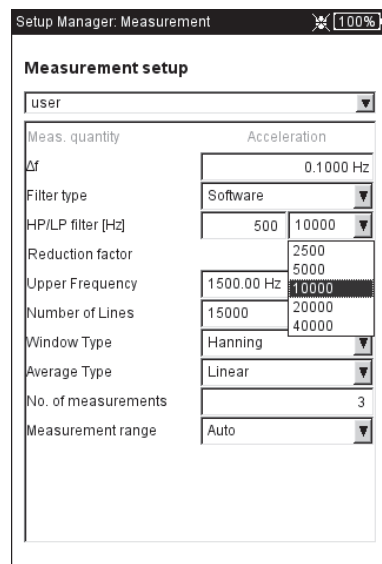 Setup Manager: Measurement 100%
Measurement setup
user
Meas. quantity Acceleration
Δf 0.1000 Hz
Filter type Software
HP/LP filter [Hz] 500 10000
Reduction factor 2500
5000
Upper Frequency 1500.00 Hz 10000
Number of Lines 15000 20000
40000
Window Type Hanning
Average Type Linear
No. of measurements 3
Measurement range Auto